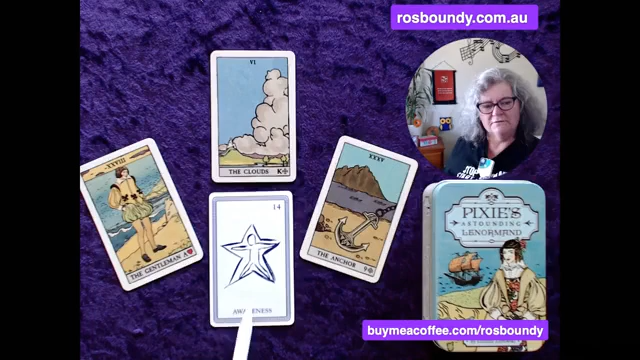 rosboundy.com.au
VI
THE CLOUDS K
XXVIII
THE GENTLEMAN A
XXXV
THE ANCHOR 9
14
PIXIE'S
ASTOUNDING
LENORMAND
buymeacoffee.com/rosboundy